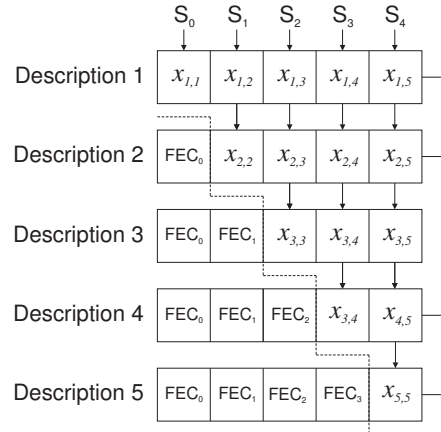 S₀ S₁ S₂ S₃ S₄
Description 1 x₁,₁ x₁,₂ x₁,₃ x₁,₄ x₁,₅
Description 2 FEC₀ x₂,₂ x₂,₃ x₂,₄ x₂,₅
Description 3 FEC₀ FEC₁ x₃,₃ x₃,₄ x₃,₅
Description 4 FEC₀ FEC₁ FEC₂ x₃,₄ x₄,₅
Description 5 FEC₀ FEC₁ FEC₂ FEC₃ x₅,₅